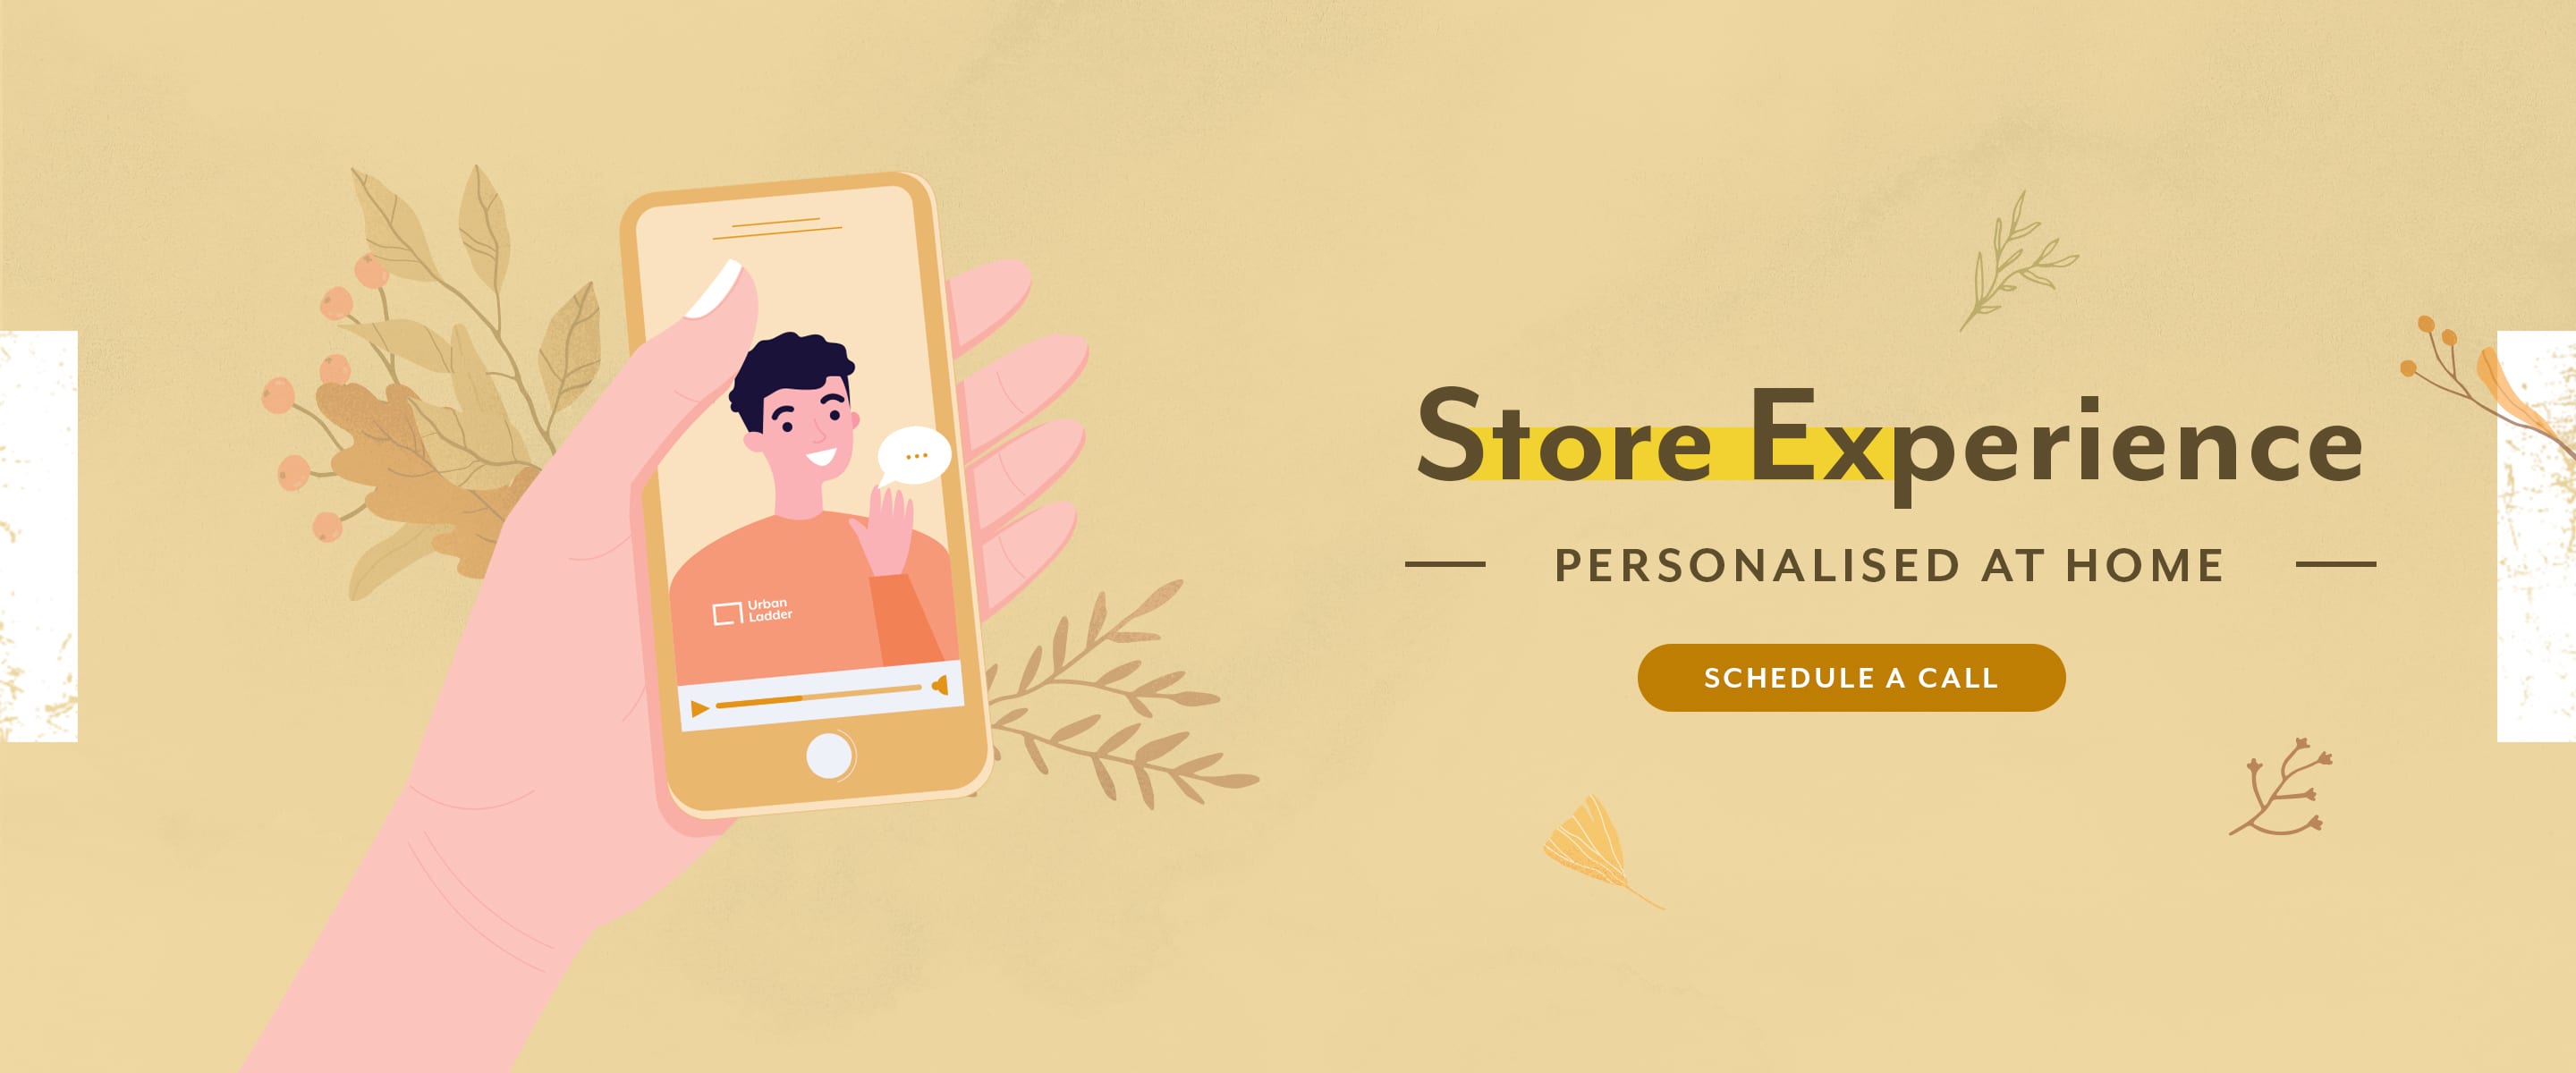 Urban
Ladder
Store Experience
PERSONALISED AT HOME
SCHEDULE A CALL